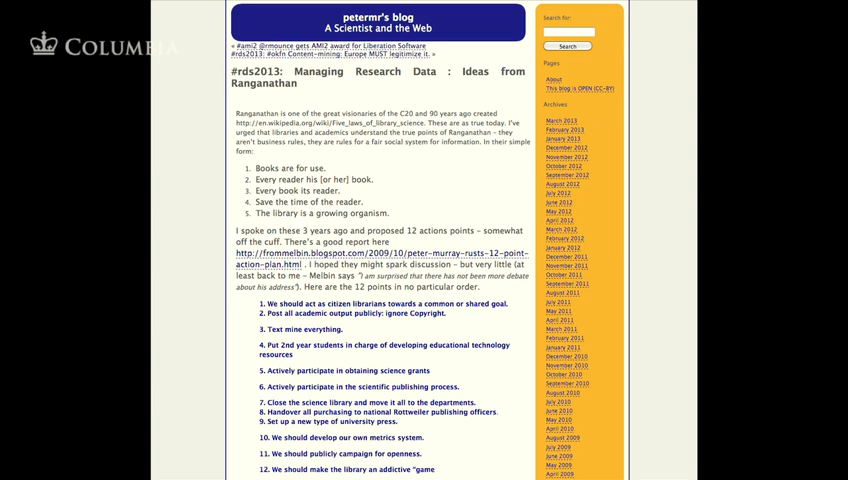 COLUMBIA
petermr's blog
A Scientist and the Web
« #ami2 @rmounce gets AMI2 award for Liberation Software
#rds2013: #okfn Content-mining: Europe MUST legitimize it. »
#rds2013: Managing Research Data : Ideas from
Ranganathan
Ranganathan is one of the great visionaries of the C20 and 90 years ago created
http://en.wikipedia.org/wiki/Five_laws_of_library_science. These are as true today. I've
urged that libraries and academics understand the true points of Ranganathan – they
aren't business rules, they are rules for a fair social system for information. In their simple
form:
1. Books are for use.
2. Every reader his [or her] book.
3. Every book its reader.
4. Save the time of the reader.
5. The library is a growing organism.
I spoke on these 3 years ago and proposed 12 actions points – somewhat
off the cuff. There's a good report here
http://frommelbin.blogspot.com/2009/10/peter-murray-rusts-12-point-
action-plan.html . I hoped they might spark discussion – but very little (at
least back to me – Melbin says "I am surprised that there has not been more debate
about his address"). Here are the 12 points in no particular order.
1. We should act as citizen librarians towards a common or shared goal.
2. Post all academic output publicly: ignore Copyright.
3. Text mine everything.
4. Put 2nd year students in charge of developing educational technology
resources
5. Actively participate in obtaining science grants
6. Actively participate in the scientific publishing process.
7. Close the science library and move it all to the departments.
8. Handover all purchasing to national Rottweiler publishing officers.
9. Set up a new type of university press.
10. We should develop our own metrics system.
11. We should publicly campaign for openness.
12. We should make the library an addictive "game
Search for:
Search
Pages
About
This blog is OPEN (CC-BY)
Archives
March 2013
February 2013
January 2013
December 2012
November 2012
October 2012
September 2012
August 2012
July 2012
June 2012
May 2012
April 2012
March 2012
February 2012
January 2012
December 2011
November 2011
October 2011
September 2011
August 2011
July 2011
June 2011
May 2011
April 2011
March 2011
February 2011
January 2011
December 2010
November 2010
October 2010
September 2010
August 2010
July 2010
June 2010
May 2010
April 2010
August 2009
July 2009
June 2009
May 2009
April 2009